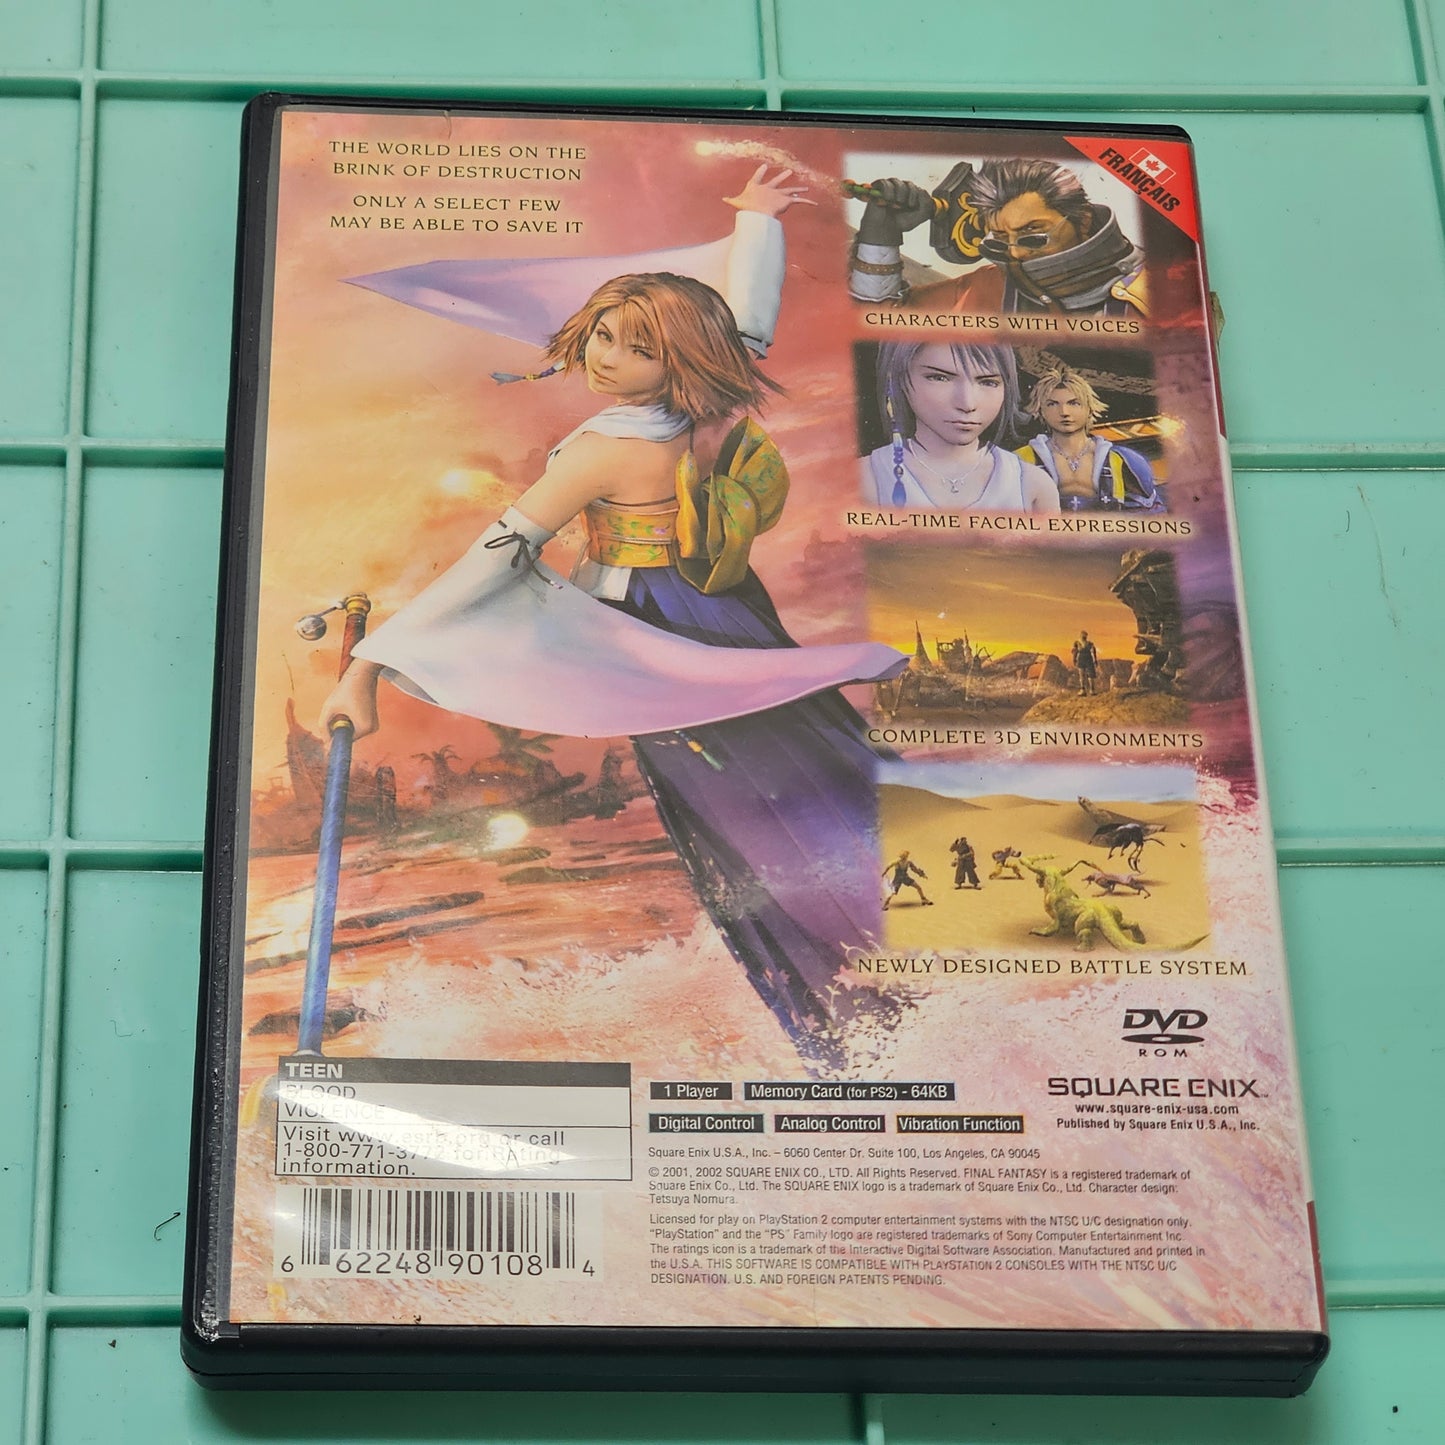 THE WORLD LIES ON THE
BRINK OF DESTRUCTION
ONLY A SELECT FEW
MAY BE ABLE TO SAVE IT
FRANÇAIS
CHARACTERS WITH VOICES
REAL-TIME FACIAL EXPRESSIONS
COMPLETE 3D ENVIRONMENTS
NEWLY DESIGNED BATTLE SYSTEM
DVD
ROM
SQUARE ENIX™
www.square-enix-usa.com
Published by Square Enix U.S.A., Inc.
TEEN
BLOOD
VIOLENCE
Visit www.esrb.org or call
1-800-771-3772 for Rating
information.
6 62248 90108 4
1 Player
Memory Card (for PS2) - 64KB
Digital Control
Analog Control
Vibration Function
Square Enix U.S.A., Inc. – 6060 Center Dr. Suite 100, Los Angeles, CA 90045
© 2001, 2002 SQUARE ENIX CO., LTD. All Rights Reserved. FINAL FANTASY is a registered trademark of
Square Enix Co., Ltd. The SQUARE ENIX logo is a trademark of Square Enix Co., Ltd. Character design:
Tetsuya Nomura.
Licensed for play on PlayStation 2 computer entertainment systems with the NTSC U/C designation only.
"PlayStation" and the "PS" Family logo are registered trademarks of Sony Computer Entertainment Inc.
The ratings icon is a trademark of the Interactive Digital Software Association. Manufactured and printed in
the U.S.A. THIS SOFTWARE IS COMPATIBLE WITH PLAYSTATION 2 CONSOLES WITH THE NTSC U/C
DESIGNATION. U.S. AND FOREIGN PATENTS PENDING.